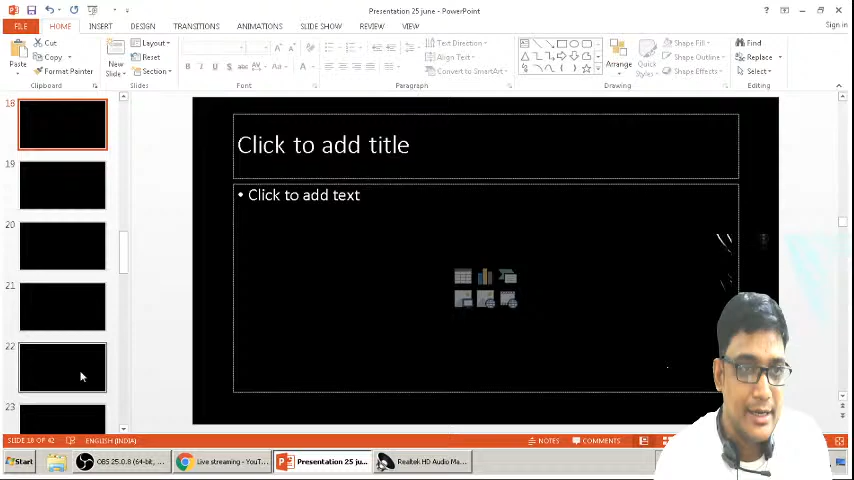 Presentation 25 june - PowerPoint
FILE HOME INSERT DESIGN TRANSITIONS ANIMATIONS SLIDE SHOW REVIEW VIEW
Sign in
Paste
Cut
Copy
Format Painter
Clipboard
New Slide
Layout
Reset
Section
Slides
Font
Text Direction
Align Text
Convert to SmartArt
Paragraph
Arrange
Quick Styles
Shape Fill
Shape Outline
Shape Effects
Drawing
Find
Replace
Select
Editing
18
19
20
21
22
23
Click to add title
• Click to add text
SLIDE 18 OF 42 ENGLISH (INDIA) NOTES COMMENTS
Start OBS 25.0.8 (64-bit, ... Live streaming - YouT... Presentation 25 ju... Realtek HD Audio Ma...